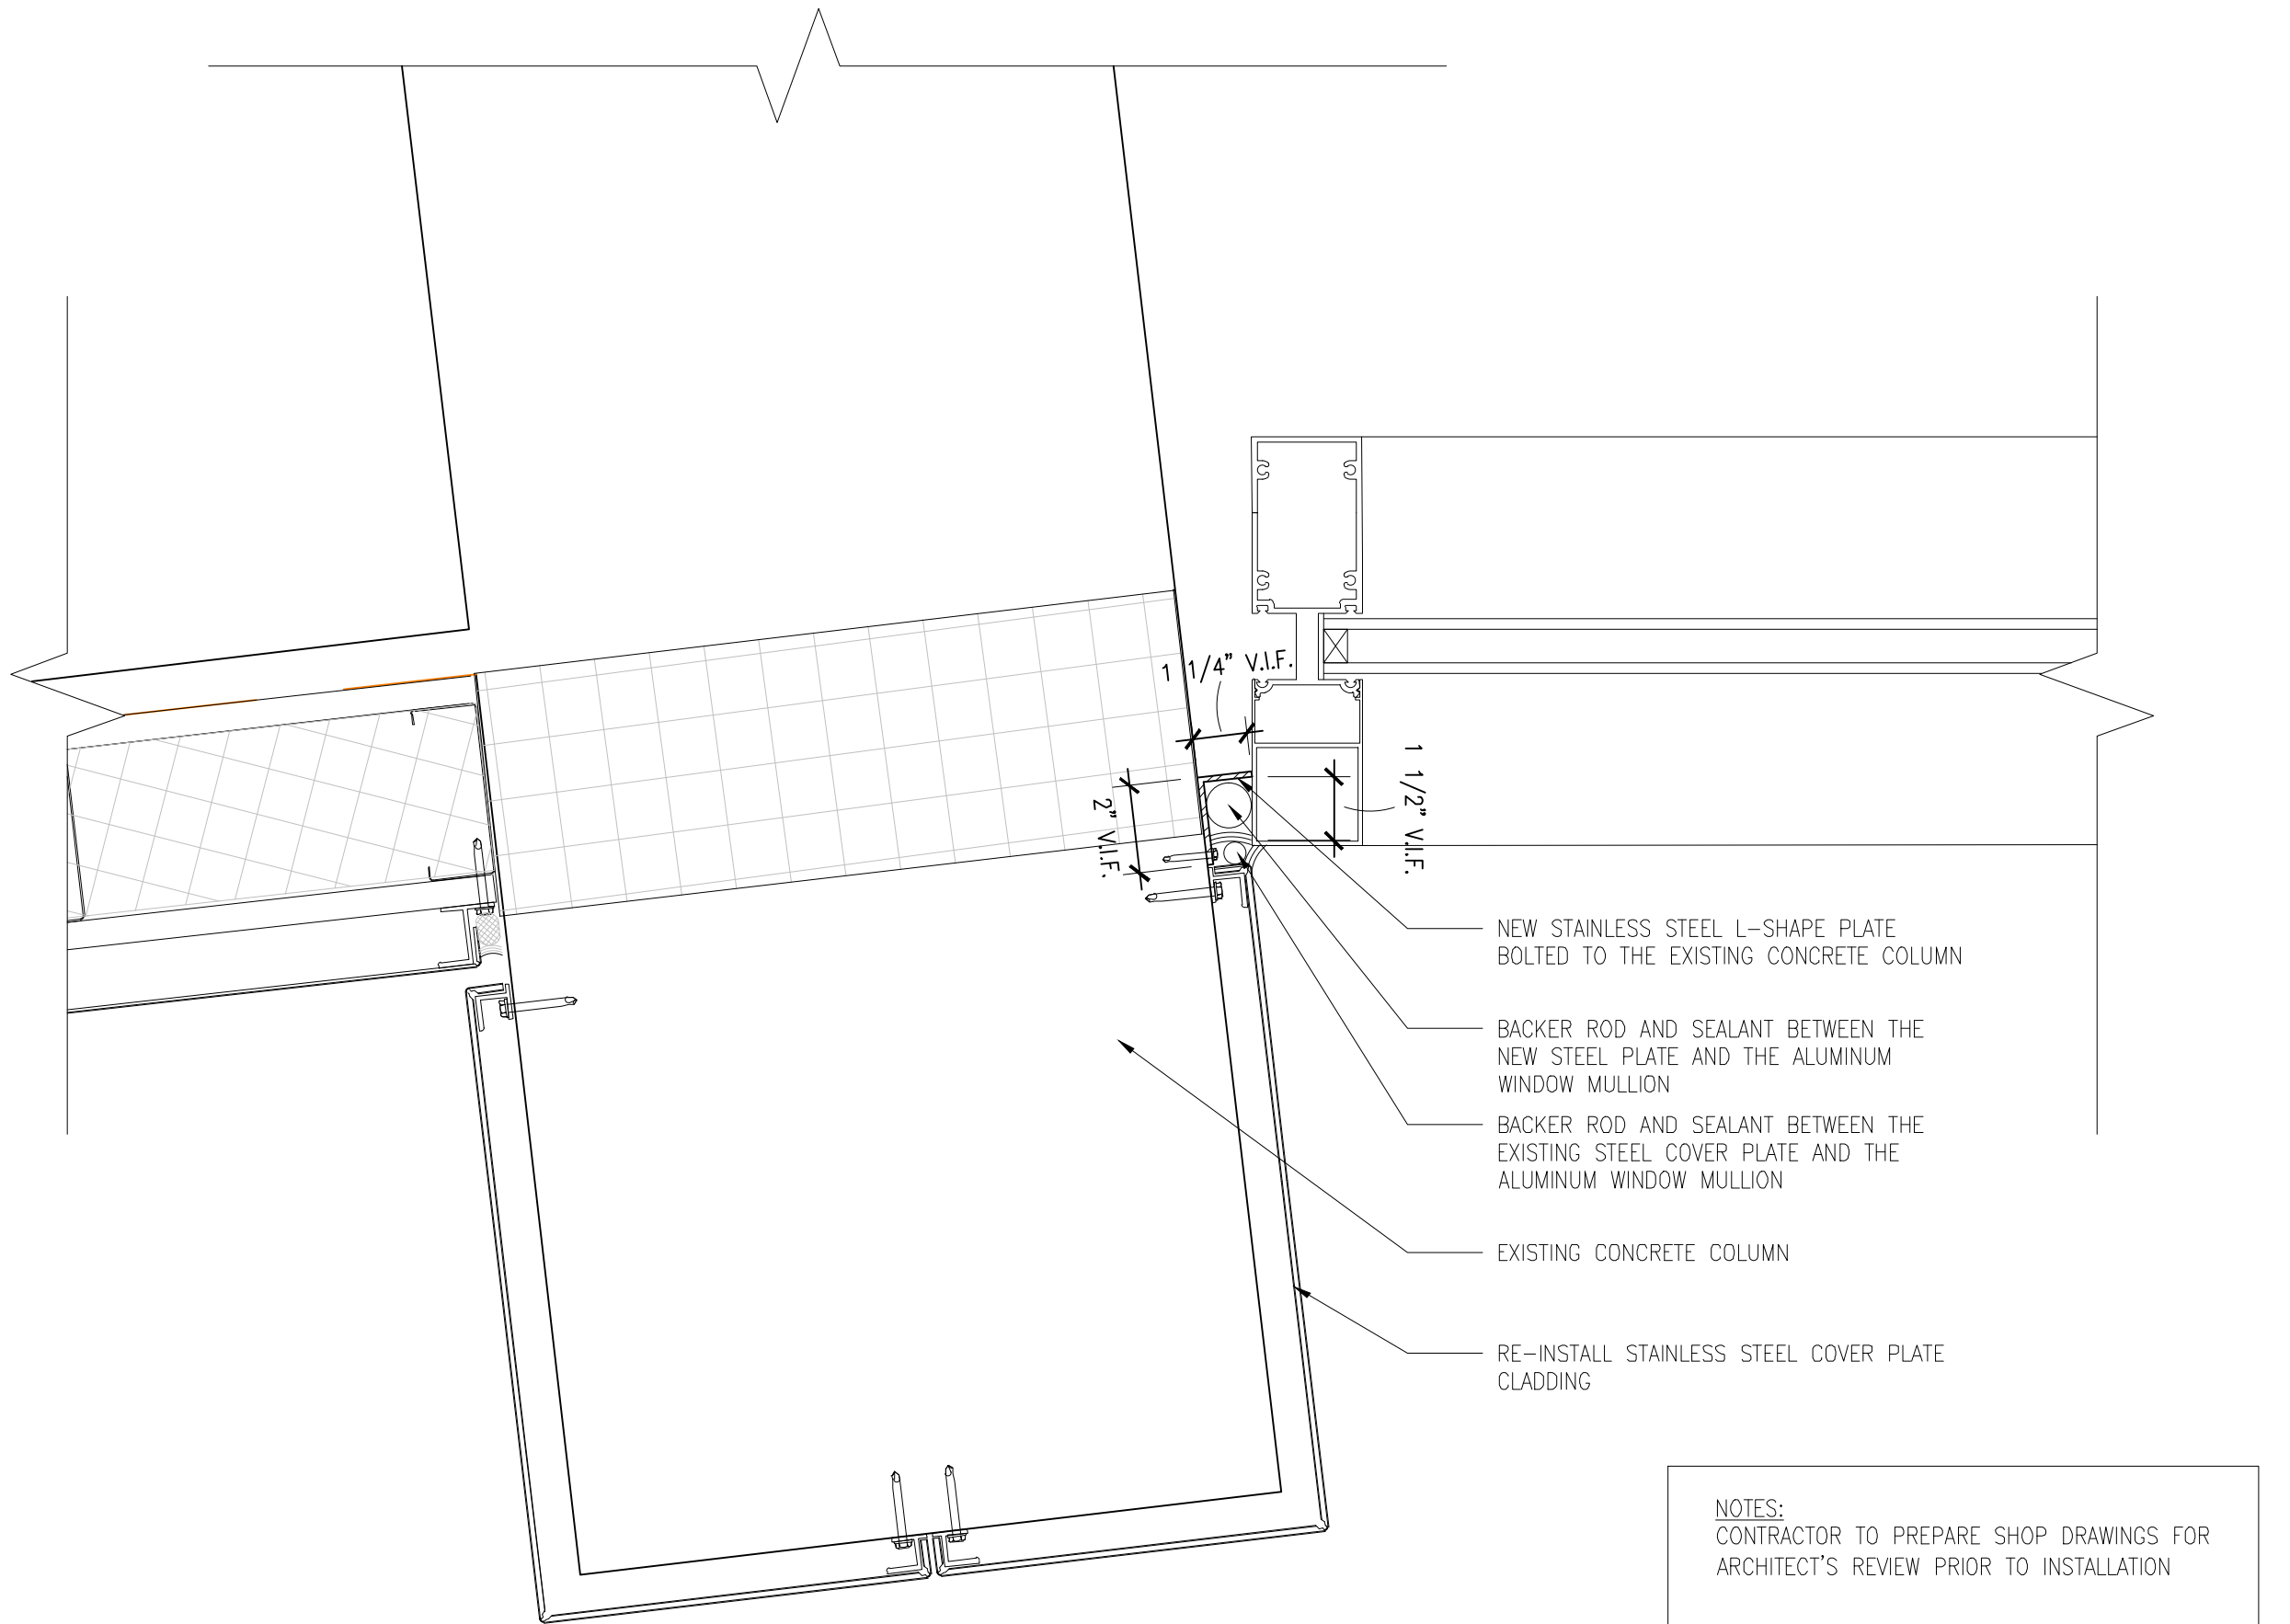 1 1/4" V.I.F.
1 1/2" V.I.F.
2" V.I.F.
NEW STAINLESS STEEL L-SHAPE PLATE
BOLTED TO THE EXISTING CONCRETE COLUMN
BACKER ROD AND SEALANT BETWEEN THE
NEW STEEL PLATE AND THE ALUMINUM
WINDOW MULLION
BACKER ROD AND SEALANT BETWEEN THE
EXISTING STEEL COVER PLATE AND THE
ALUMINUM WINDOW MULLION
EXISTING CONCRETE COLUMN
RE-INSTALL STAINLESS STEEL COVER PLATE
CLADDING
NOTES:
CONTRACTOR TO PREPARE SHOP DRAWINGS FOR
ARCHITECT'S REVIEW PRIOR TO INSTALLATION